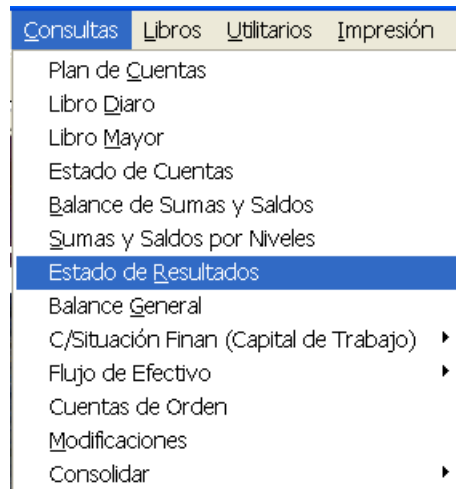 Consultas Libros Utilitarios Impresión
Plan de Cuentas
Libro Diaro
Libro Mayor
Estado de Cuentas
Balance de Sumas y Saldos
Sumas y Saldos por Niveles
Estado de Resultados
Balance General
C/Situación Finan (Capital de Trabajo)
Flujo de Efectivo
Cuentas de Orden
Modificaciones
Consolidar